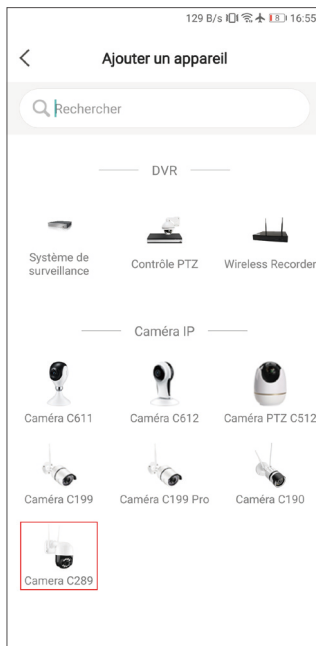 129 B/s 8 16:55
Ajouter un appareil
Rechercher
DVR
Système de
surveillance
Contrôle PTZ
Wireless Recorder
Caméra IP
Caméra C611
Caméra C612
Caméra PTZ C512
Caméra C199
Caméra C199 Pro
Caméra C190
Camera C289